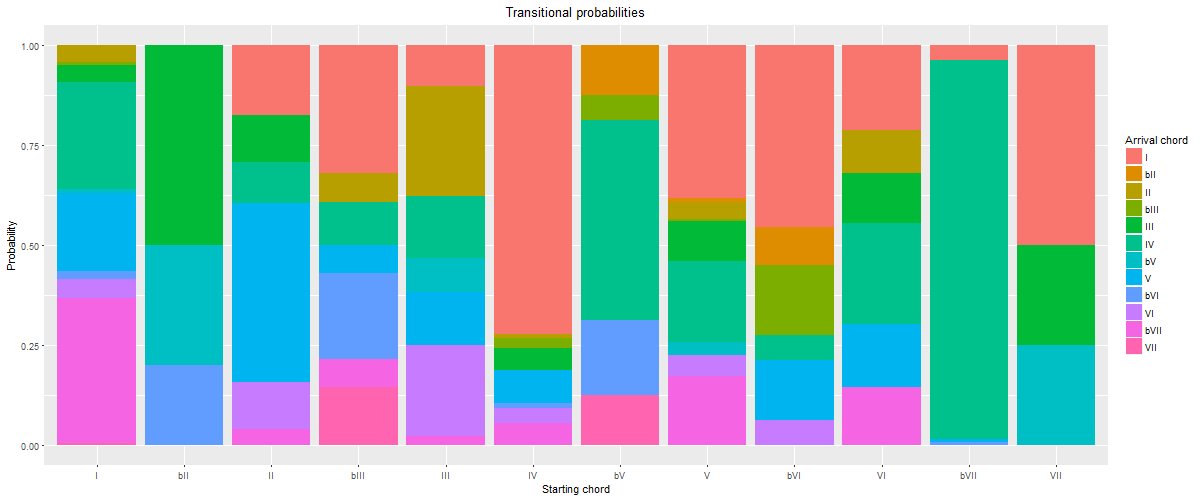 Transitional probabilities
Probability
1.00
0.75
0.50
0.25
0.00
I bII II bIII III IV bV V bVI VI bVII VII
Starting chord
Arrival chord
I
bII
II
bIII
III
IV
bV
V
bVI
VI
bVII
VII